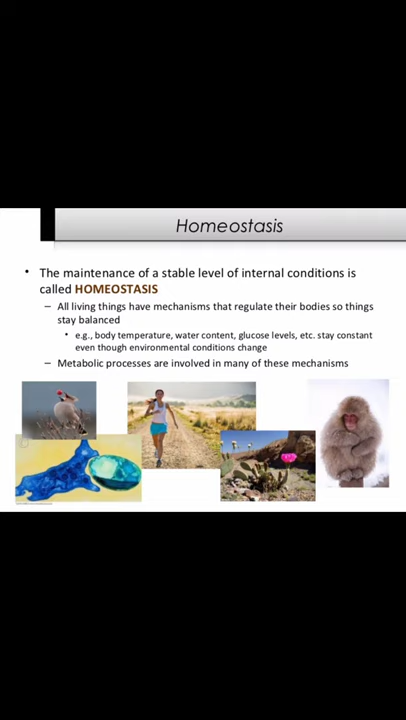 Homeostasis
• The maintenance of a stable level of internal conditions is
called HOMEOSTASIS
– All living things have mechanisms that regulate their bodies so things
stay balanced
• e.g., body temperature, water content, glucose levels, etc. stay constant
even though environmental conditions change
– Metabolic processes are involved in many of these mechanisms